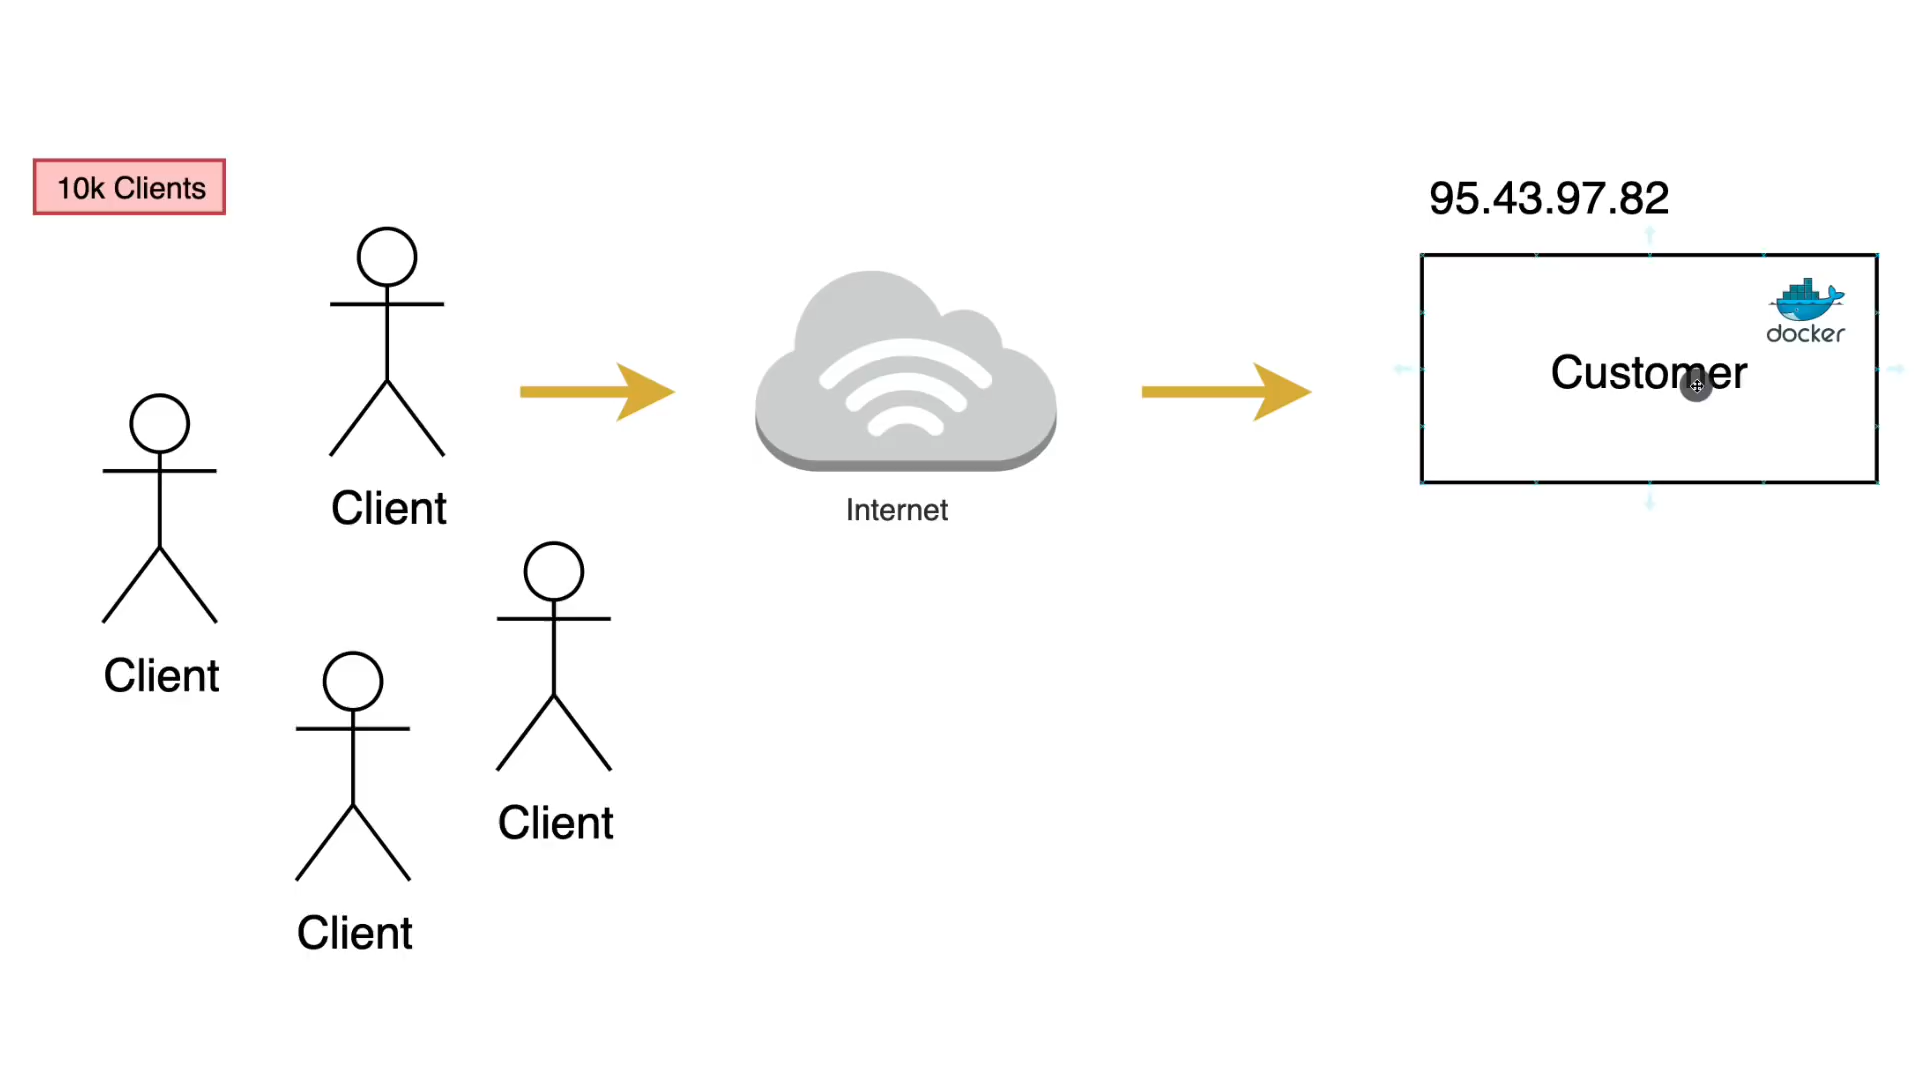 10k Clients
95.43.97.82
docker
Customer
Client
Internet
Client
Client
Client